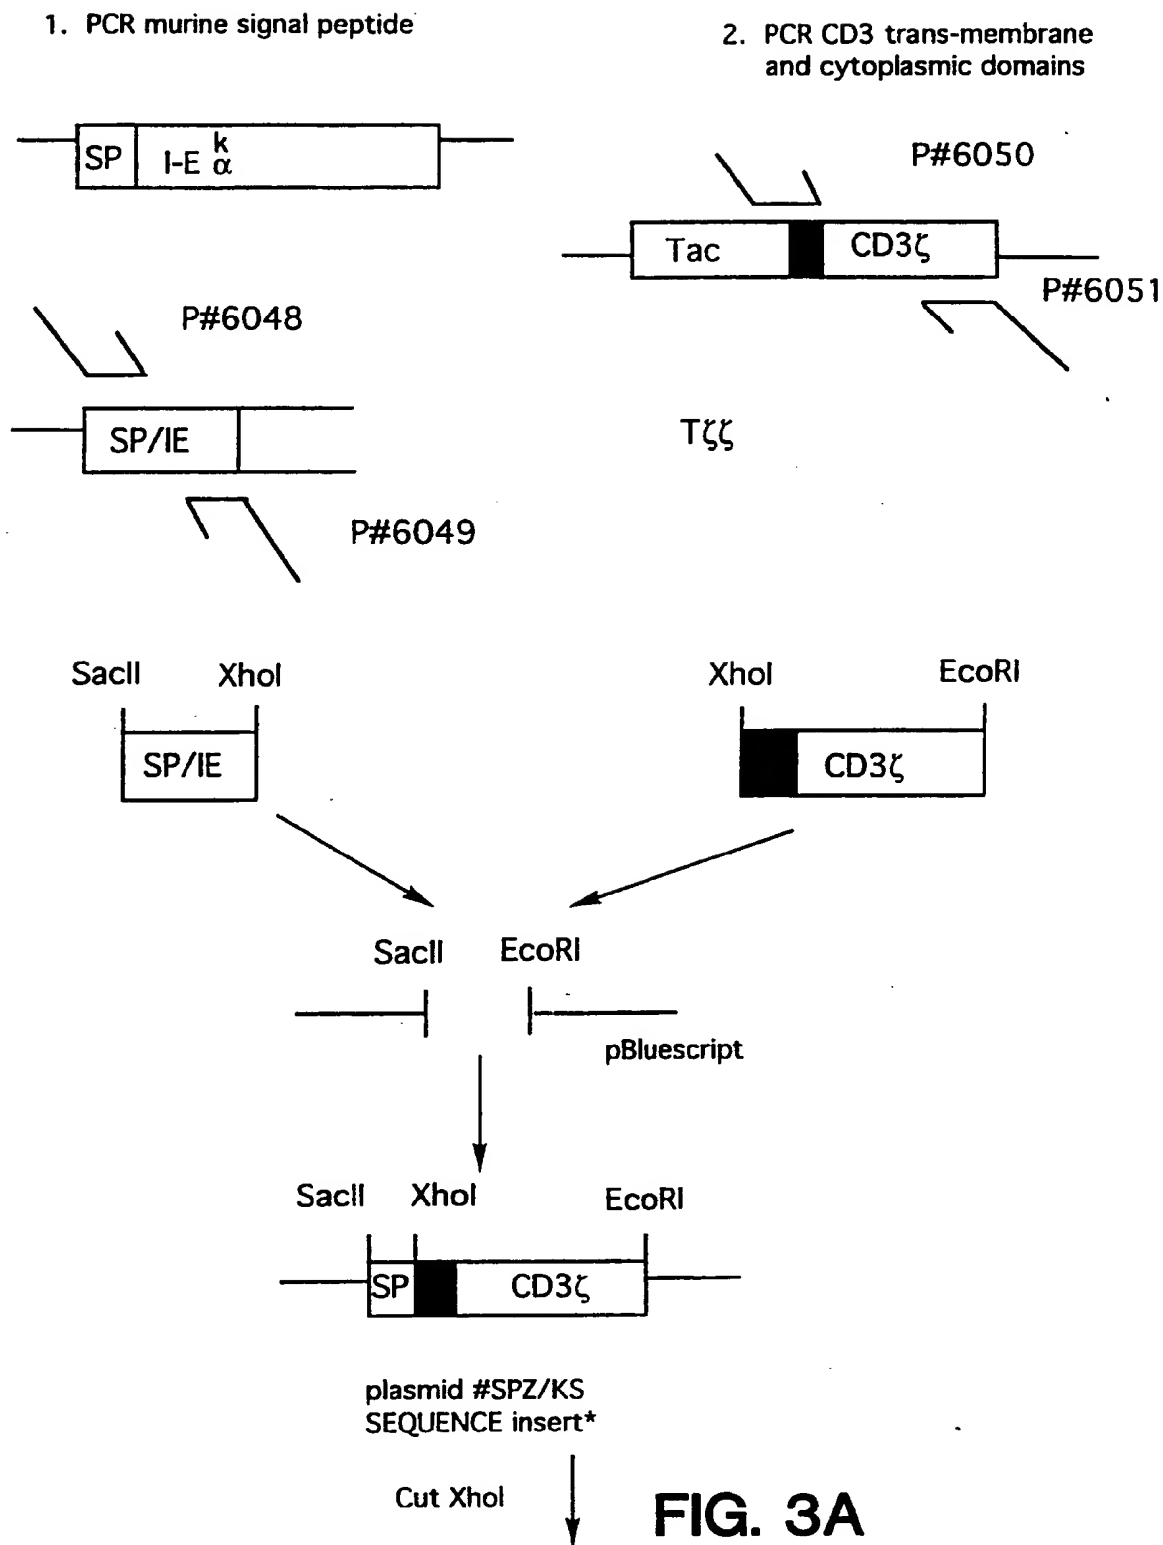 1. PCR murine signal peptide
2. PCR CD3 trans-membrane
and cytoplasmic domains
SP
I-E k α
P#6050
Tac
CD3ζ
P#6051
P#6048
SP/IE
Tζζ
P#6049
SacII
XhoI
XhoI
EcoRI
SP/IE
CD3ζ
SacII
EcoRI
pBluescript
SacII
XhoI
EcoRI
SP
CD3ζ
plasmid #SPZ/KS
SEQUENCE insert*
Cut XhoI
FIG. 3A